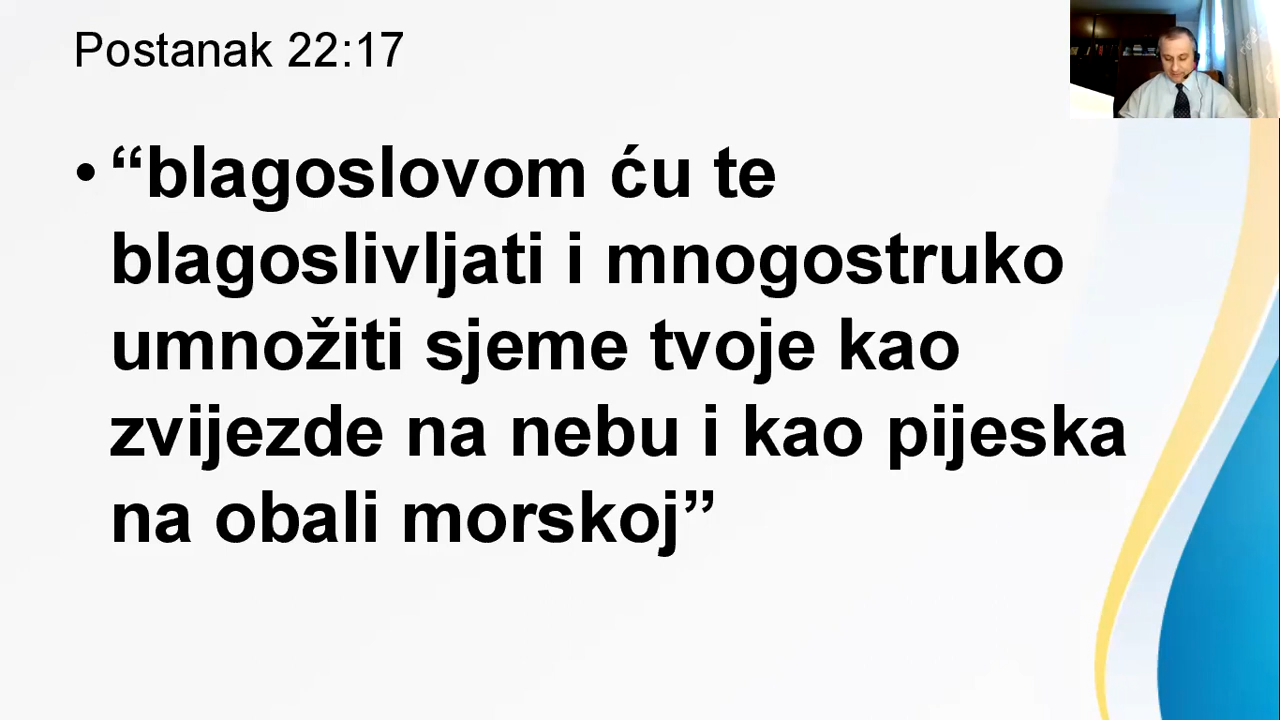 Postanak 22:17
• “blagoslovom ću te
blagoslivljati i mnogostruko
umnožiti sjeme tvoje kao
zvijezde na nebu i kao pijeska
na obali morskoj”